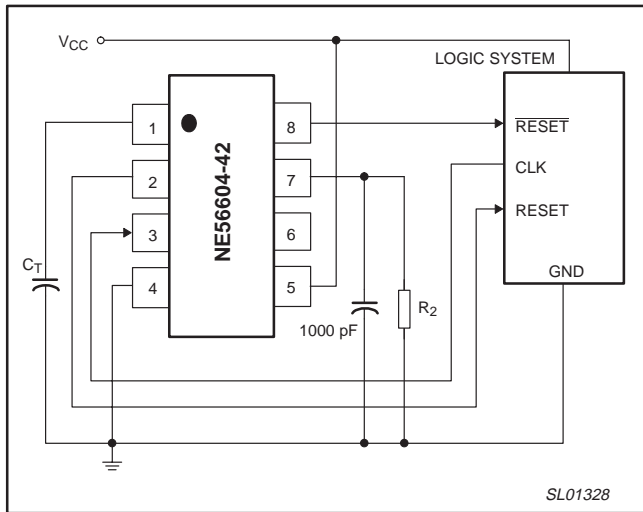 VCC
LOGIC SYSTEM
NE56604-42
1
8
RESET
2
7
CLK
3
6
RESET
CT
4
5
GND
1000 pF
R2
SL01328